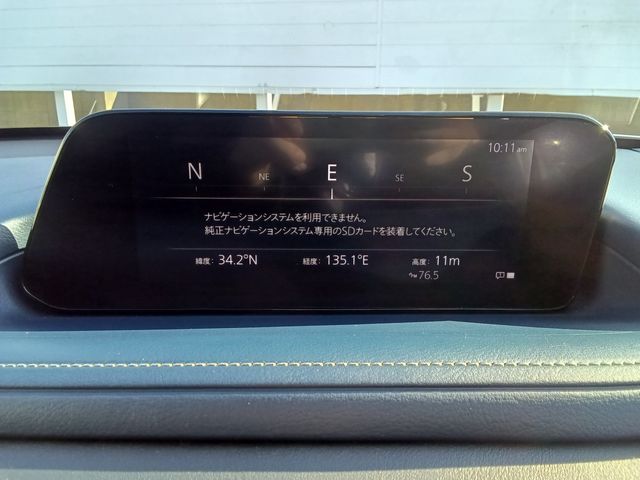 10:11am
N NE E SE S
ナビゲーションシステムを利用できません。
純正ナビゲーションシステム専用のSDカードを装着してください。
緯度: 34.2°N 経度: 135.1°E 高度: 11m
FM 76.5